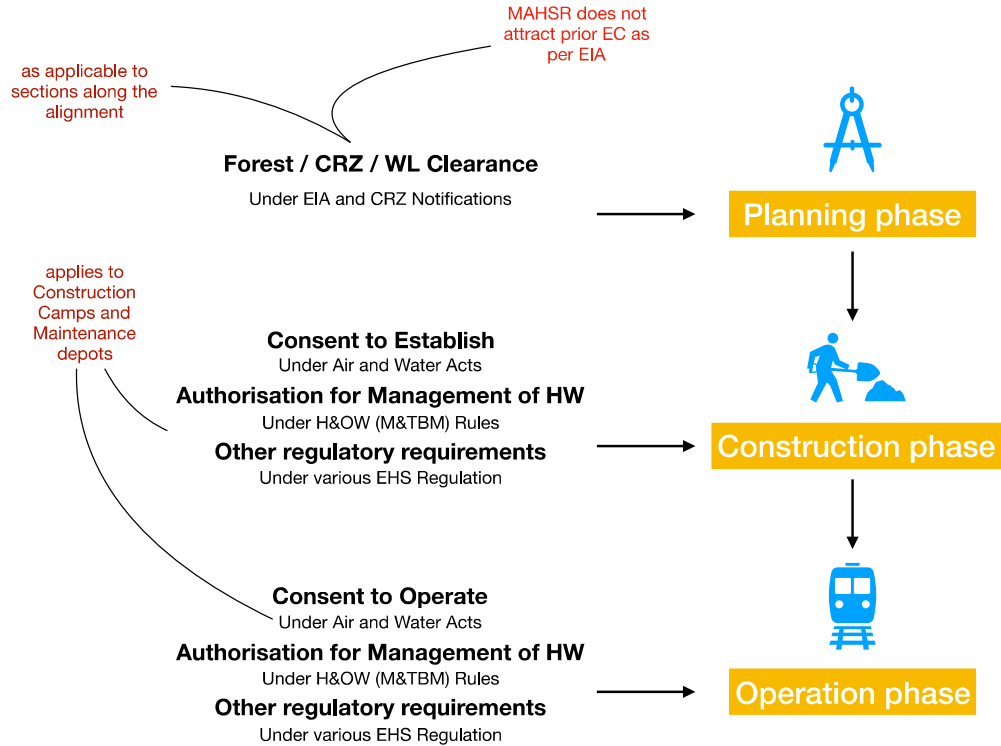 MAHSR does not
attract prior EC as
per EIA
as applicable to
sections along the
alignment
Forest / CRZ / WL Clearance
Under EIA and CRZ Notifications
Planning phase
applies to
Construction
Camps and
Maintenance
depots
Consent to Establish
Under Air and Water Acts
Authorisation for Management of HW
Under H&OW (M&TBM) Rules
Other regulatory requirements
Under various EHS Regulation
Construction phase
Consent to Operate
Under Air and Water Acts
Authorisation for Management of HW
Under H&OW (M&TBM) Rules
Other regulatory requirements
Under various EHS Regulation
Operation phase